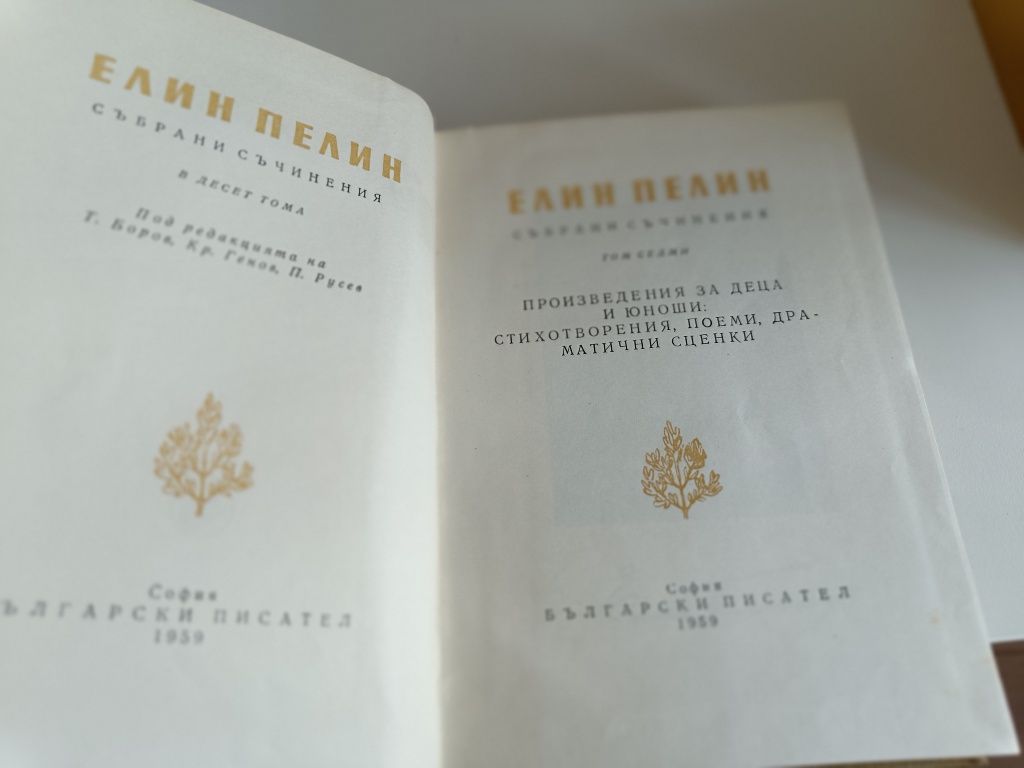 ЕЛИН ПЕЛИН
СЪБРАНИ СЪЧИНЕНИЯ
В ДЕСЕТ ТОМА
Под редакцията на
Т. Боров, Кр. Генов, П. Русев
София
ЪЛГАРСКИ ПИСАТЕЛ
1959
ЕЛИН ПЕЛИН
СЪБРАНИ СЪЧИНЕНИЯ
ТОМ СЕДМИ
ПРОИЗВЕДЕНИЯ ЗА ДЕЦА
И ЮНОШИ:
СТИХОТВОРЕНИЯ, ПОЕМИ, ДРА-
МАТИЧНИ СЦЕНКИ
София
БЪЛГАРСКИ ПИСАТЕЛ
1959